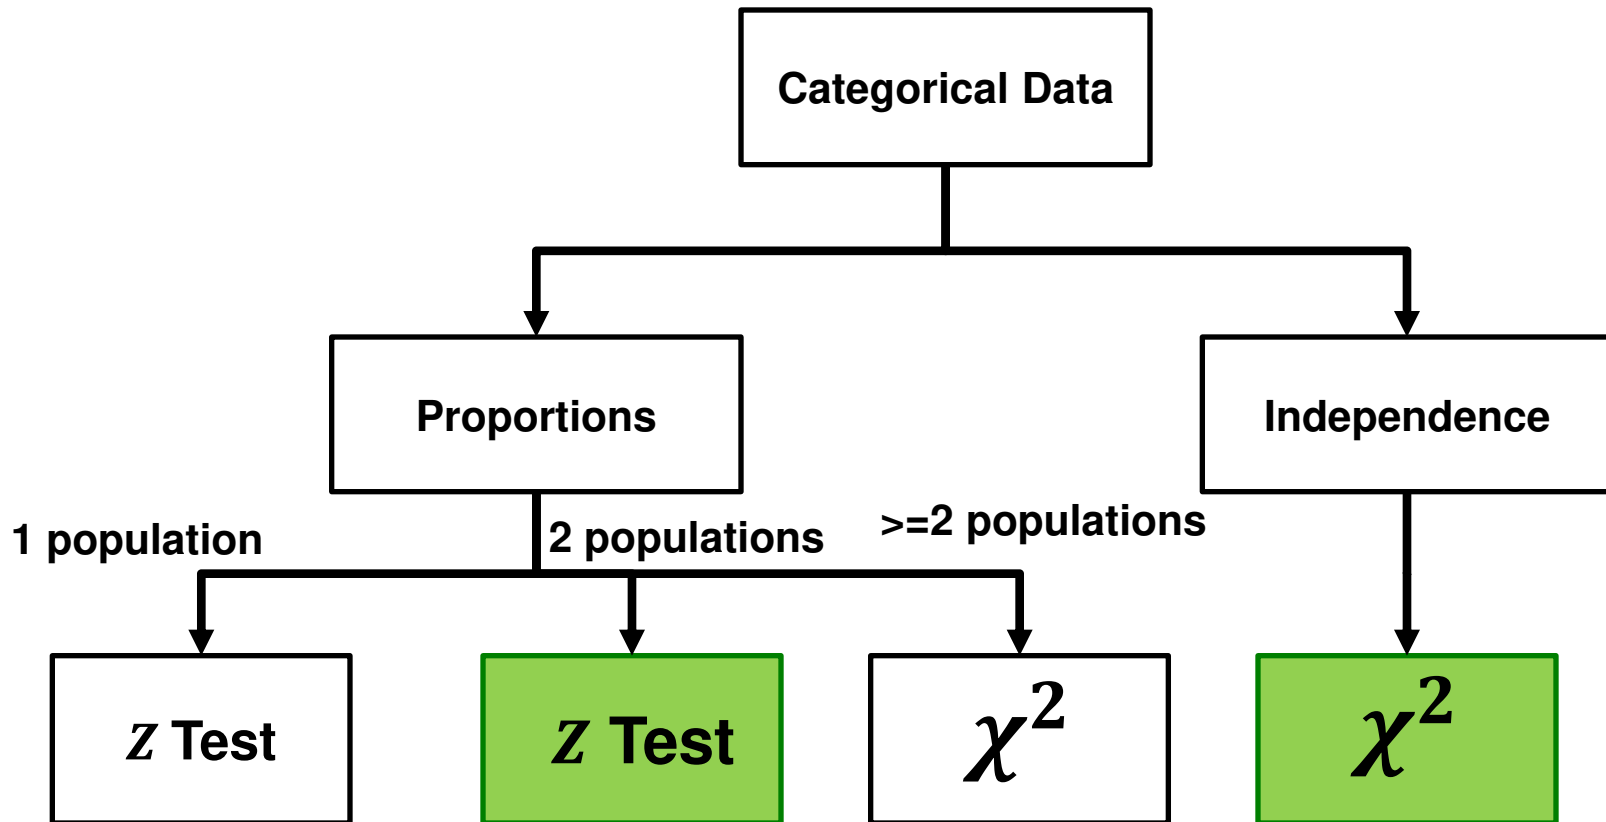 Categorical Data
Proportions
Independence
1 population
2 populations
>=2 populations
Z Test
Z Test
χ²
χ²